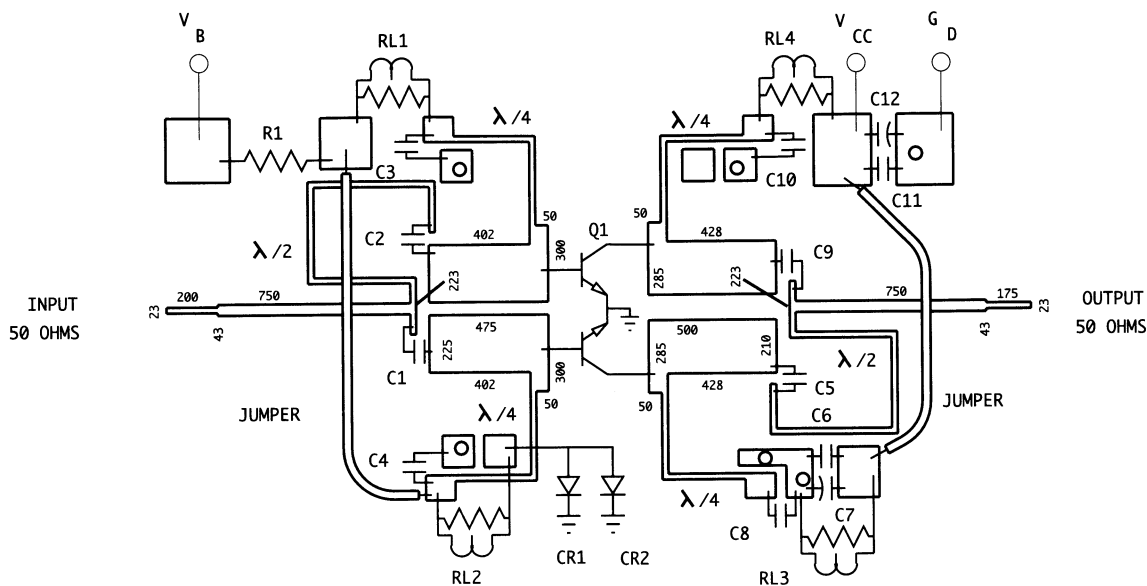 V
B
RL1
RL4
V
CC
G
D
R1
λ/4
λ/4
C12
C3
C10
C11
C2
402
50
300
Q1
50
428
C9
λ/2
223
285
223
INPUT
50 OHMS
23
200
750
43
475
500
750
175
43
23
OUTPUT
50 OHMS
C1
225
402
300
50
285
210
428
50
C5
C6
λ/2
JUMPER
λ/4
JUMPER
C4
λ/4
C8
C7
RL2
CR1
CR2
RL3